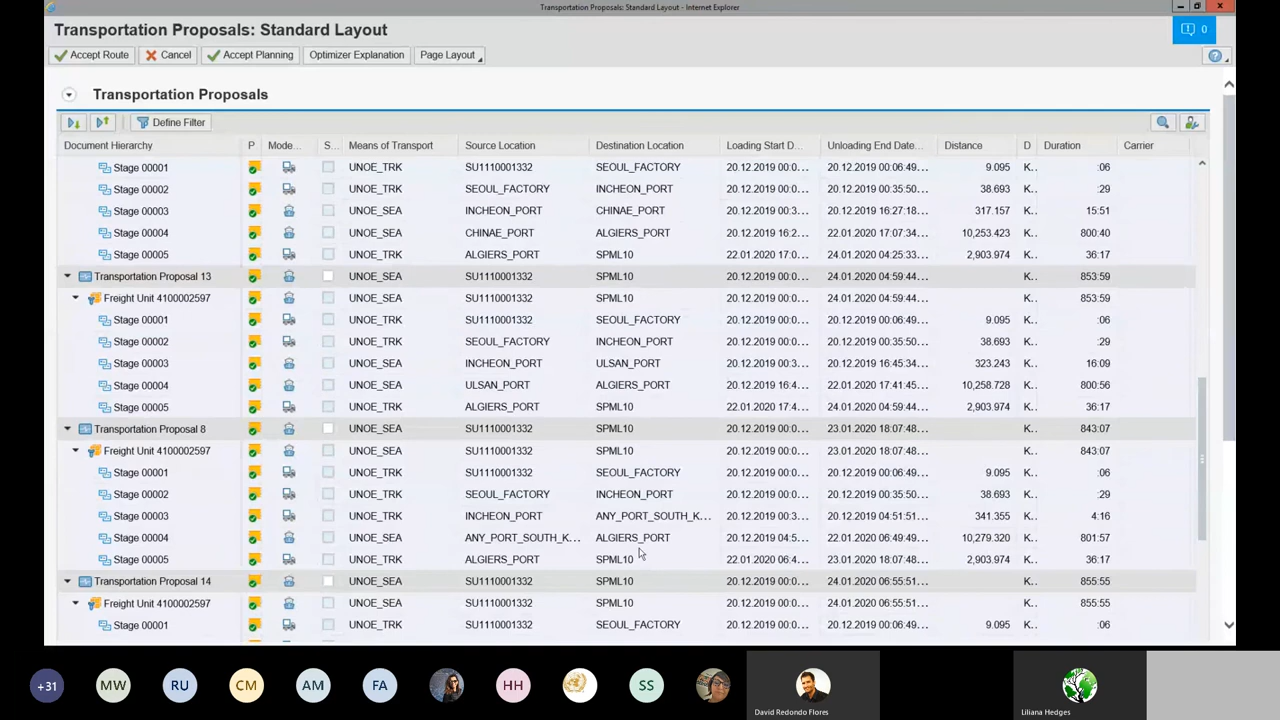 Transportation Proposals: Standard Layout - Internet Explorer
Transportation Proposals: Standard Layout
0
Accept Route Cancel Accept Planning Optimizer Explanation Page Layout
Transportation Proposals
Define Filter
Document Hierarchy P Mode... S... Means of Transport Source Location Destination Location Loading Start D... Unloading End Date... Distance D Duration Carrier
Stage 00001 UNOE_TRK SU1110001332 SEOUL_FACTORY 20.12.2019 00:0... 20.12.2019 00:06:49... 9.095 K.. :06
Stage 00002 UNOE_TRK SEOUL_FACTORY INCHEON_PORT 20.12.2019 00:0... 20.12.2019 00:35:50... 38.693 K.. :29
Stage 00003 UNOE_SEA INCHEON_PORT CHINAE_PORT 20.12.2019 00:3... 20.12.2019 16:27:18... 317.157 K.. 15:51
Stage 00004 UNOE_SEA CHINAE_PORT ALGIERS_PORT 20.12.2019 16:2... 22.01.2020 17:07:34... 10,253.423 K.. 800:40
Stage 00005 UNOE_TRK ALGIERS_PORT SPML10 22.01.2020 17:0... 24.01.2020 04:25:33... 2,903.974 K.. 36:17
Transportation Proposal 13 UNOE_SEA SU1110001332 SPML10 20.12.2019 00:0... 24.01.2020 04:59:44... K.. 853:59
Freight Unit 4100002597 UNOE_SEA SU1110001332 SPML10 20.12.2019 00:0... 24.01.2020 04:59:44... K.. 853:59
Stage 00001 UNOE_TRK SU1110001332 SEOUL_FACTORY 20.12.2019 00:0... 20.12.2019 00:06:49... 9.095 K.. :06
Stage 00002 UNOE_TRK SEOUL_FACTORY INCHEON_PORT 20.12.2019 00:0... 20.12.2019 00:35:50... 38.693 K.. :29
Stage 00003 UNOE_SEA INCHEON_PORT ULSAN_PORT 20.12.2019 00:3... 20.12.2019 16:45:34... 323.243 K.. 16:09
Stage 00004 UNOE_SEA ULSAN_PORT ALGIERS_PORT 20.12.2019 16:4... 22.01.2020 17:41:45... 10,258.728 K.. 800:56
Stage 00005 UNOE_TRK ALGIERS_PORT SPML10 22.01.2020 17:4... 24.01.2020 04:59:44... 2,903.974 K.. 36:17
Transportation Proposal 8 UNOE_SEA SU1110001332 SPML10 20.12.2019 00:0... 23.01.2020 18:07:48... K.. 843:07
Freight Unit 4100002597 UNOE_SEA SU1110001332 SPML10 20.12.2019 00:0... 23.01.2020 18:07:48... K.. 843:07
Stage 00001 UNOE_TRK SU1110001332 SEOUL_FACTORY 20.12.2019 00:0... 20.12.2019 00:06:49... 9.095 K.. :06
Stage 00002 UNOE_TRK SEOUL_FACTORY INCHEON_PORT 20.12.2019 00:0... 20.12.2019 00:35:50... 38.693 K.. :29
Stage 00003 UNOE_TRK INCHEON_PORT ANY_PORT_SOUTH_K... 20.12.2019 00:3... 20.12.2019 04:51:51... 341.355 K.. 4:16
Stage 00004 UNOE_SEA ANY_PORT_SOUTH_K... ALGIERS_PORT 20.12.2019 04:5... 22.01.2020 06:49:49... 10,279.320 K.. 801:57
Stage 00005 UNOE_TRK ALGIERS_PORT SPML10 22.01.2020 06:4... 23.01.2020 18:07:48... 2,903.974 K.. 36:17
Transportation Proposal 14 UNOE_SEA SU1110001332 SPML10 20.12.2019 00:0... 24.01.2020 06:55:51... K.. 855:55
Freight Unit 4100002597 UNOE_SEA SU1110001332 SPML10 20.12.2019 00:0... 24.01.2020 06:55:51... K.. 855:55
Stage 00001 UNOE_TRK SU1110001332 SEOUL_FACTORY 20.12.2019 00:0... 20.12.2019 00:06:49... 9.095 K.. :06
+31 MW RU CM AM FA HH SS
David Redondo Flores Liliana Hedges